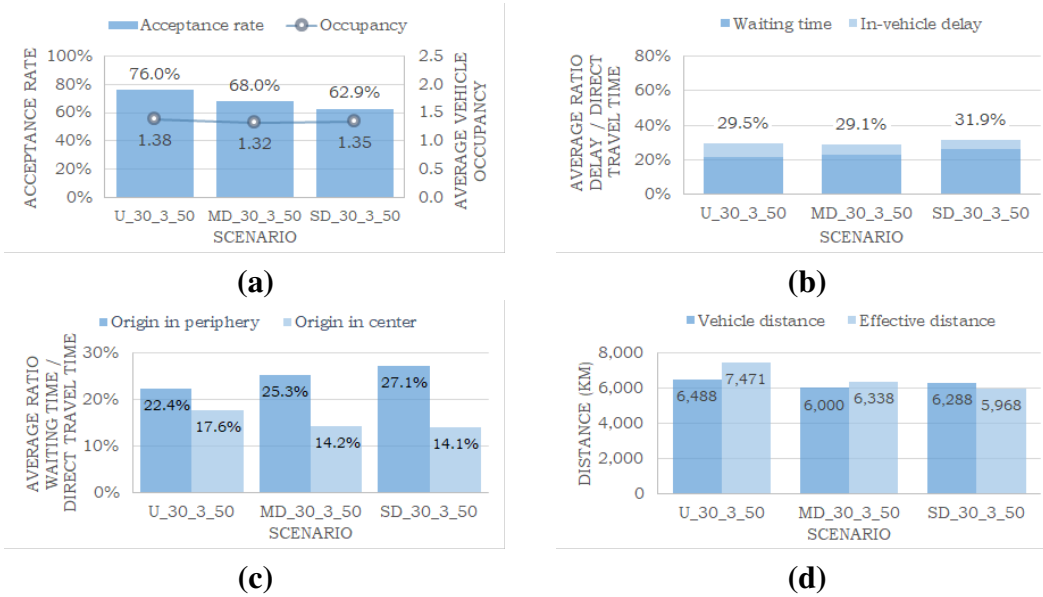 Acceptance rate Occupancy
100%
80%
60%
40%
20%
0%
ACCEPTANCE RATE
76.0%
68.0%
62.9%
1.38
1.32
1.35
2.5
2.0
1.5
1.0
0.5
0.0
AVERAGE VEHICLE
OCCUPANCY
U_30_3_50 MD_30_3_50 SD_30_3_50
SCENARIO
(a)
Waiting time In-vehicle delay
80%
60%
40%
20%
0%
AVERAGE RATIO
DELAY / DIRECT
TRAVEL TIME
29.5% 29.1% 31.9%
U_30_3_50 MD_30_3_50 SD_30_3_50
SCENARIO
(b)
Origin in periphery Origin in center
30%
20%
10%
0%
AVERAGE RATIO
WAITING TIME /
DIRECT TRAVEL TIME
22.4%
17.6%
25.3%
14.2%
27.1%
14.1%
U_30_3_50 MD_30_3_50 SD_30_3_50
SCENARIO
(c)
Vehicle distance Effective distance
8,000
6,000
4,000
2,000
0
DISTANCE (KM)
6,488
7,471
6,000
6,338
6,288
5,968
U_30_3_50 MD_30_3_50 SD_30_3_50
SCENARIO
(d)